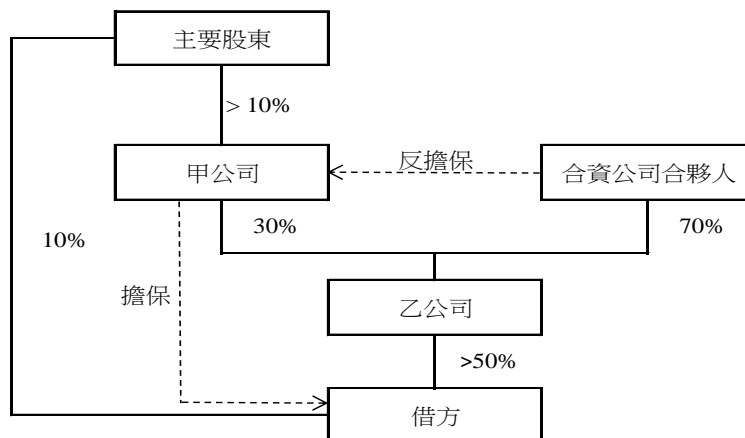 主要股東
> 10%
甲公司
反擔保
合資公司合夥人
10%
30%
70%
擔保
乙公司
>50%
借方